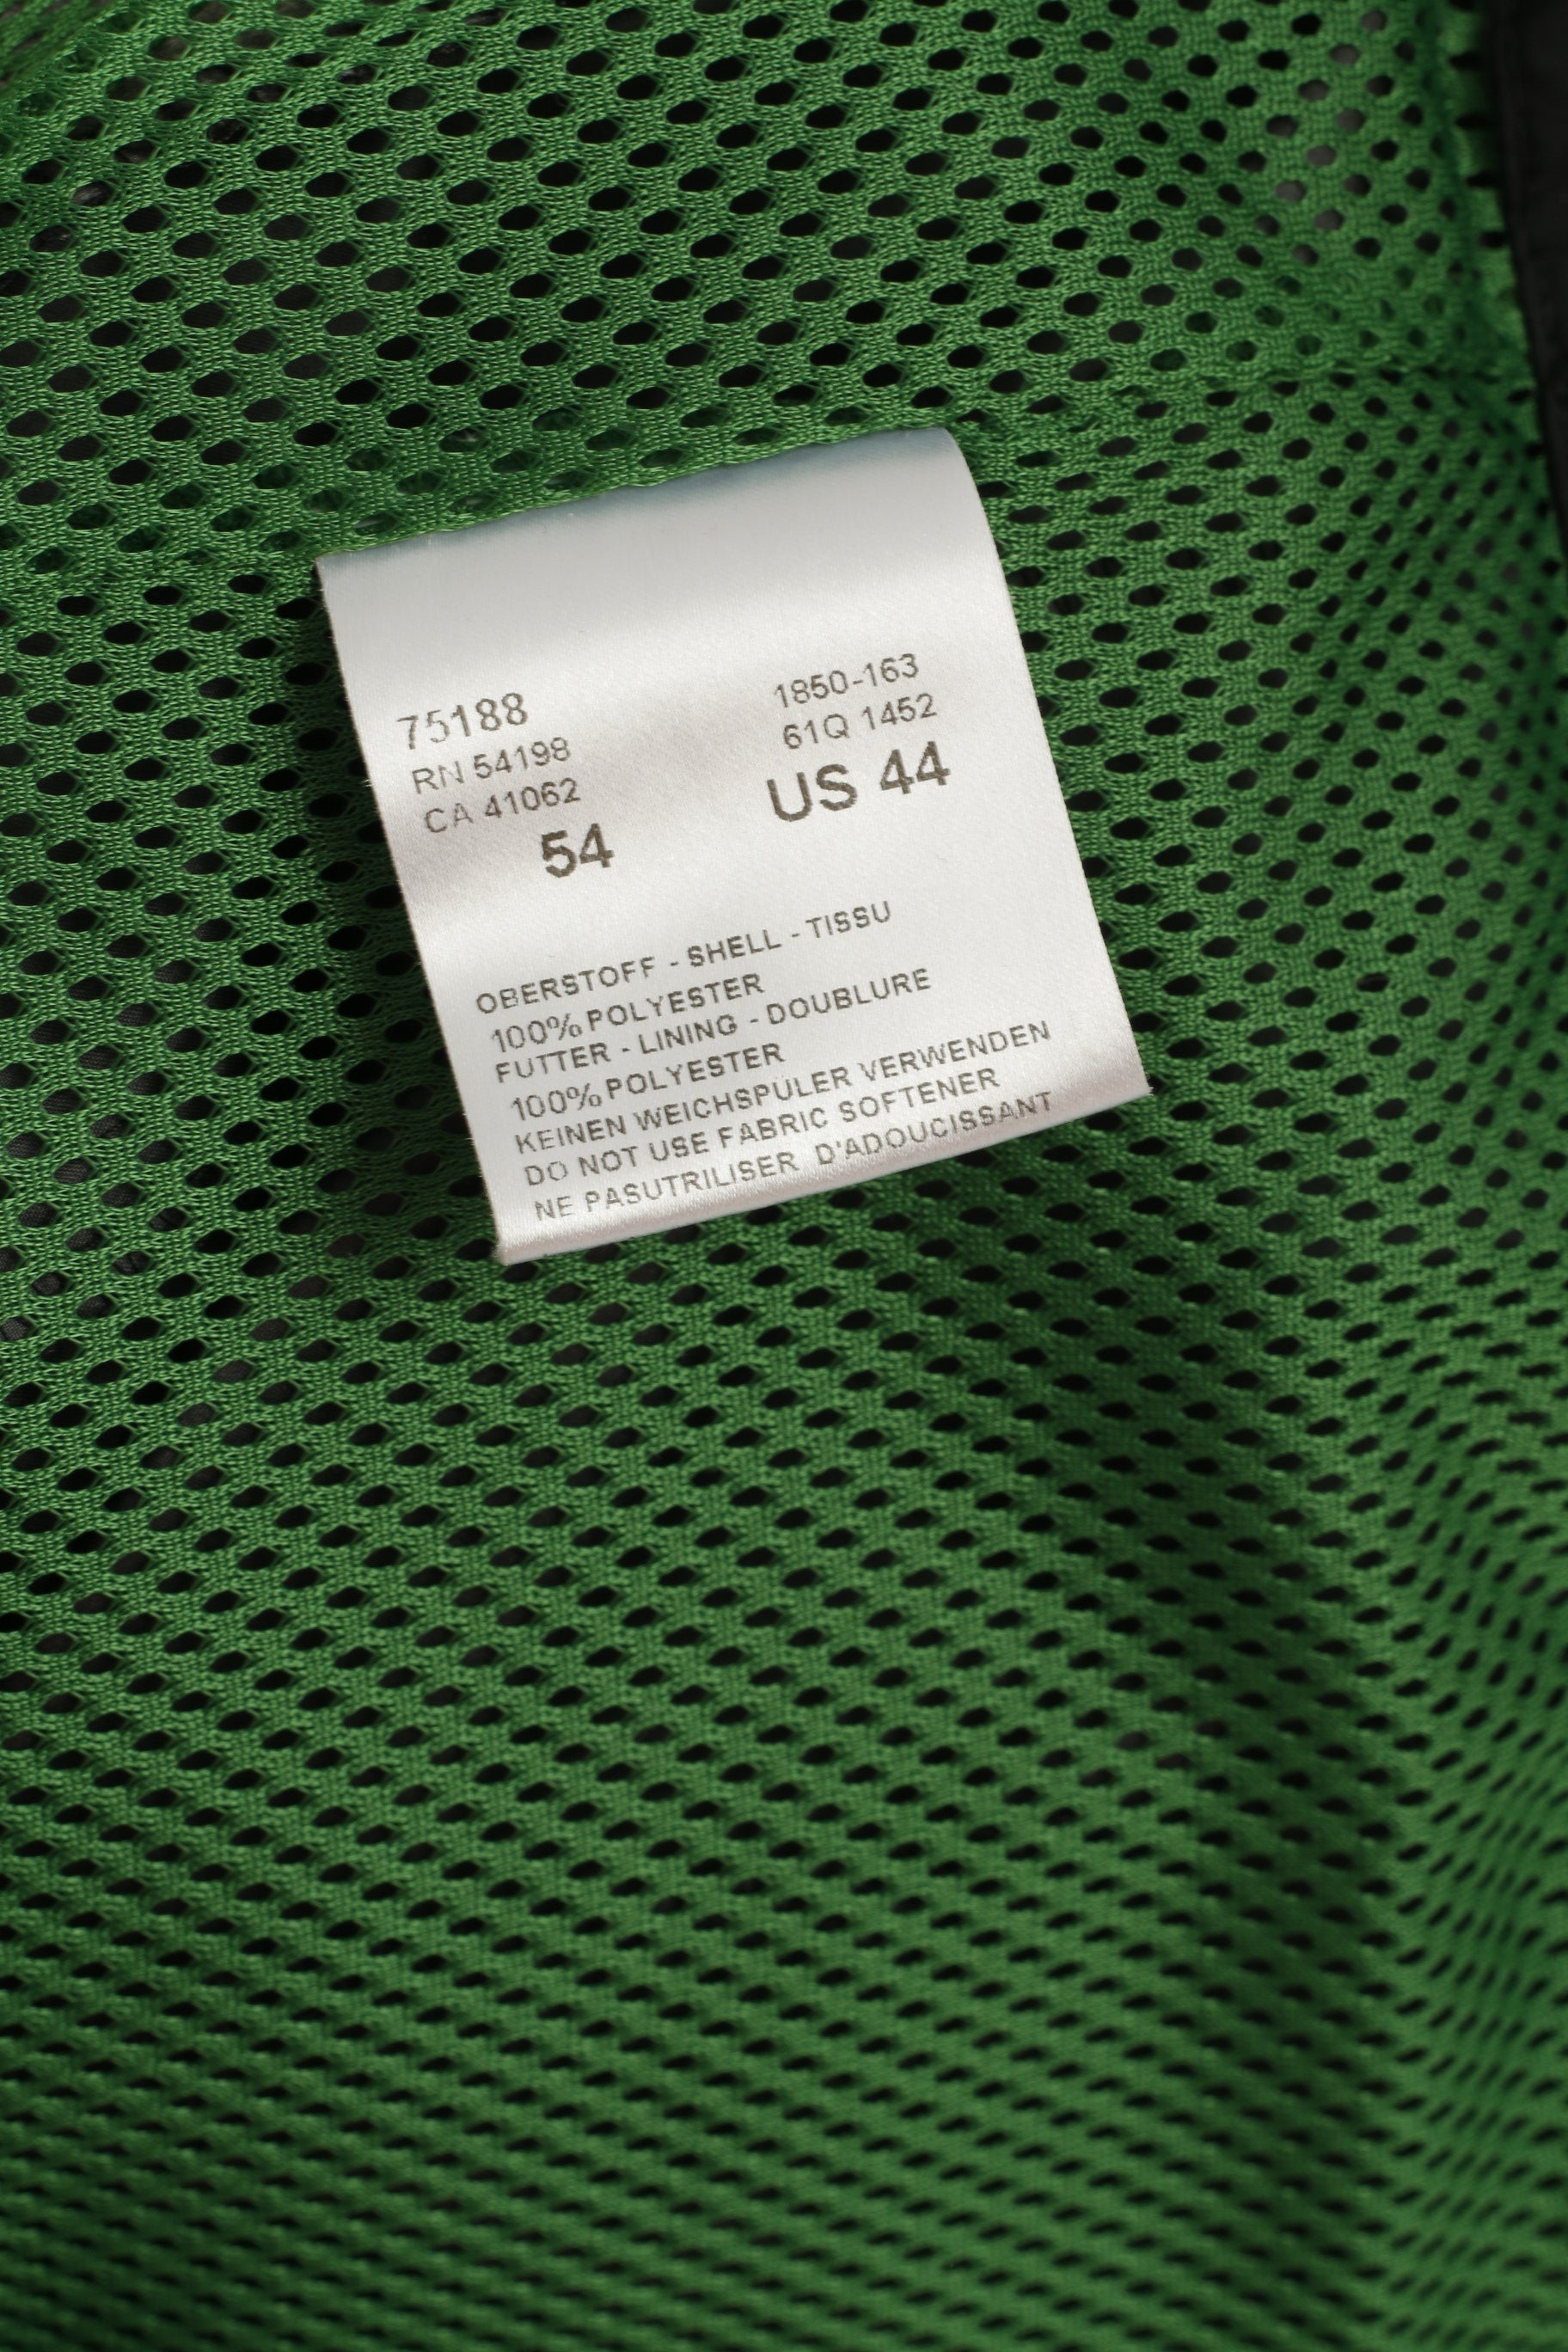 75188 1850-163
RN 54198 61Q 1452
CA 41062 US 44
54
OBERSTOFF - SHELL - TISSU
100% POLYESTER
FUTTER - LINING - DOUBLURE
100% POLYESTER
KEINEN WEICHSPÜLER VERWENDEN
DO NOT USE FABRIC SOFTENER
NE PASUTRILISER D'ADOUCISSANT